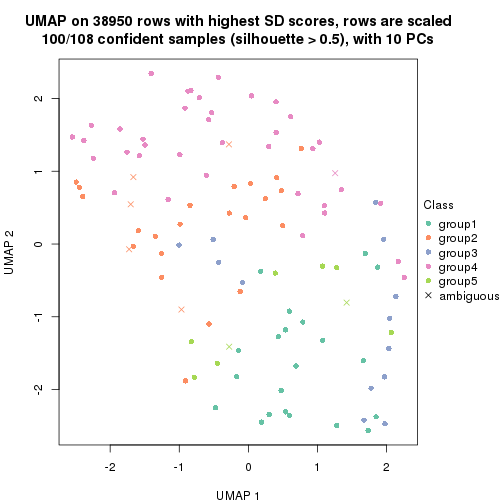 UMAP on 38950 rows with highest SD scores, rows are scaled
100/108 confident samples (silhouette > 0.5), with 10 PCs
UMAP 2
2
1
0
-1
-2
-2
-1
0
1
2
UMAP 1
Class
group1
group2
group3
group4
group5
ambiguous